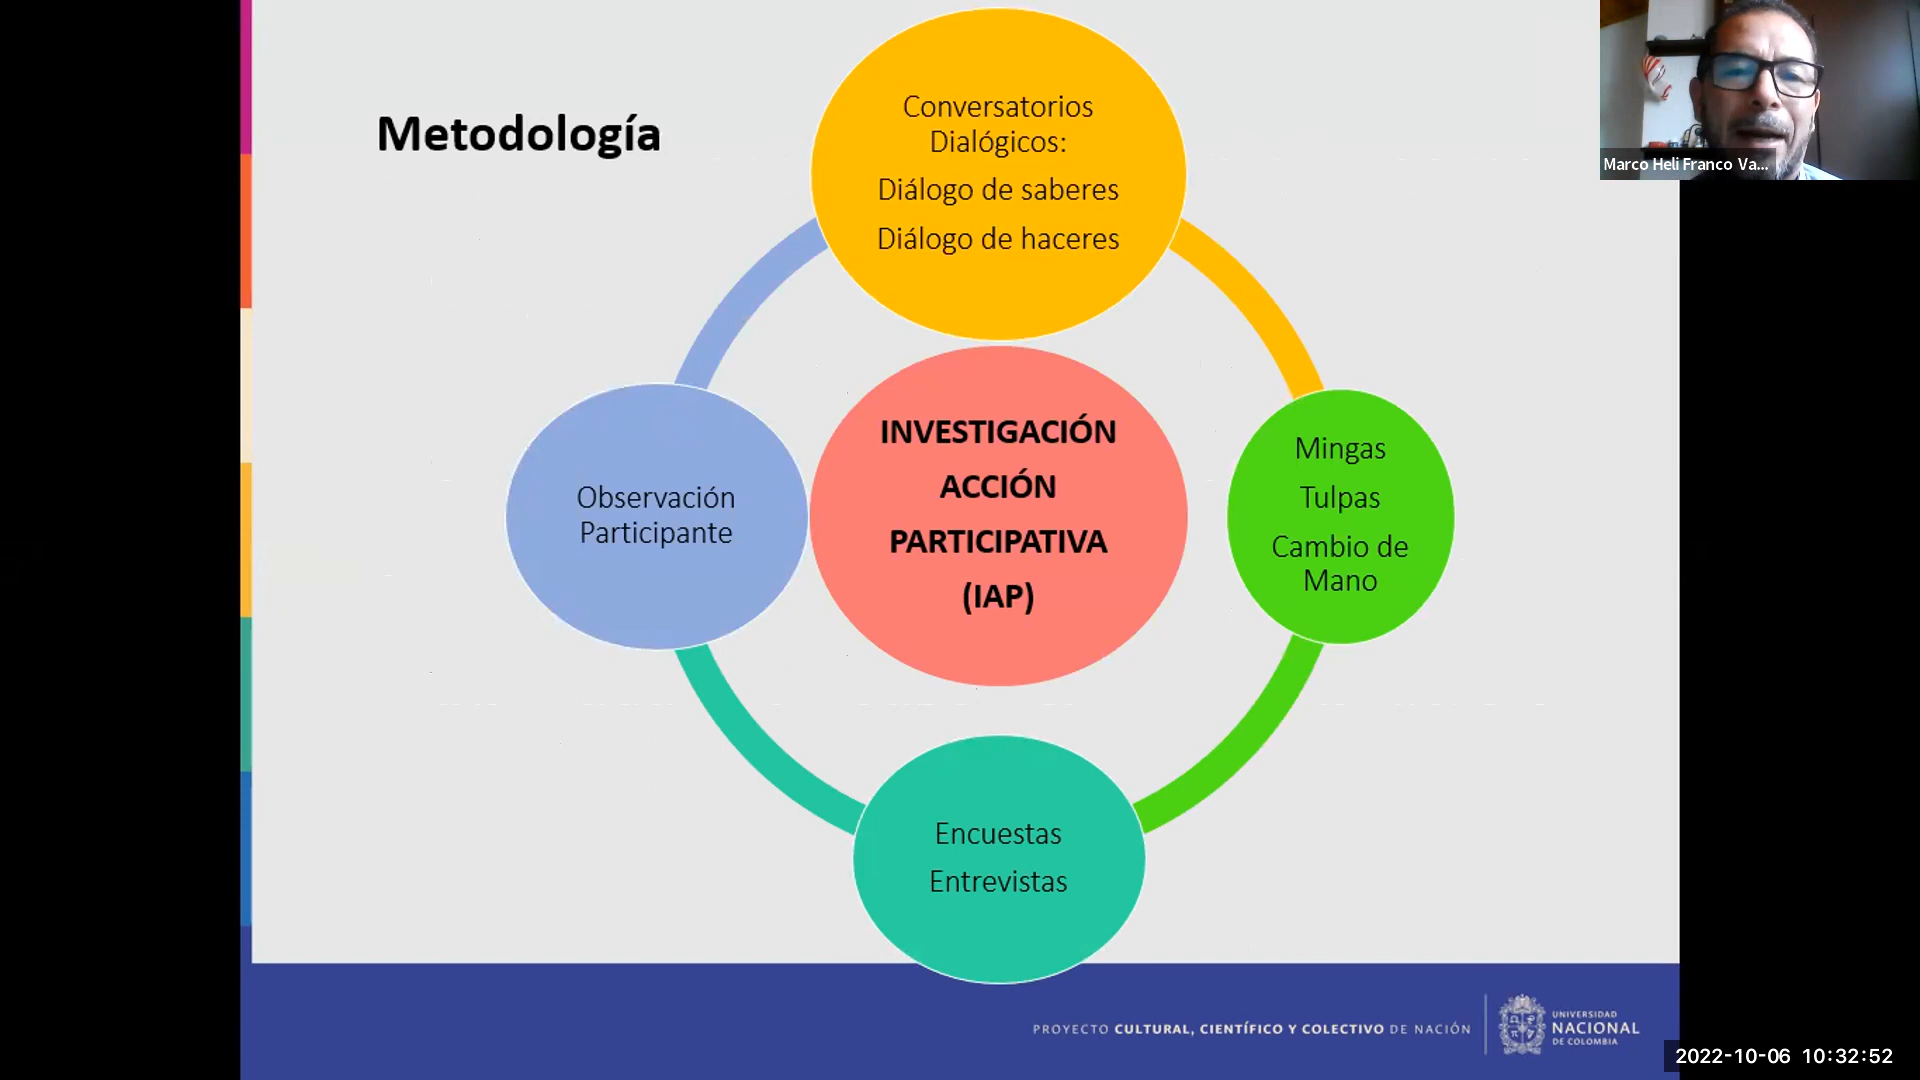 Metodología
Conversatorios
Dialógicos:
Diálogo de saberes
Diálogo de haceres
Marco Heli Franco Va...
INVESTIGACIÓN
ACCIÓN
PARTICIPATIVA
(IAP)
Observación
Participante
Mingas
Tulpas
Cambio de
Mano
Encuestas
Entrevistas
PROYECTO CULTURAL, CIENTÍFICO Y COLECTIVO DE NACIÓN
UNIVERSIDAD
NACIONAL
DE COLOMBIA
2022-10-06 10:32:52